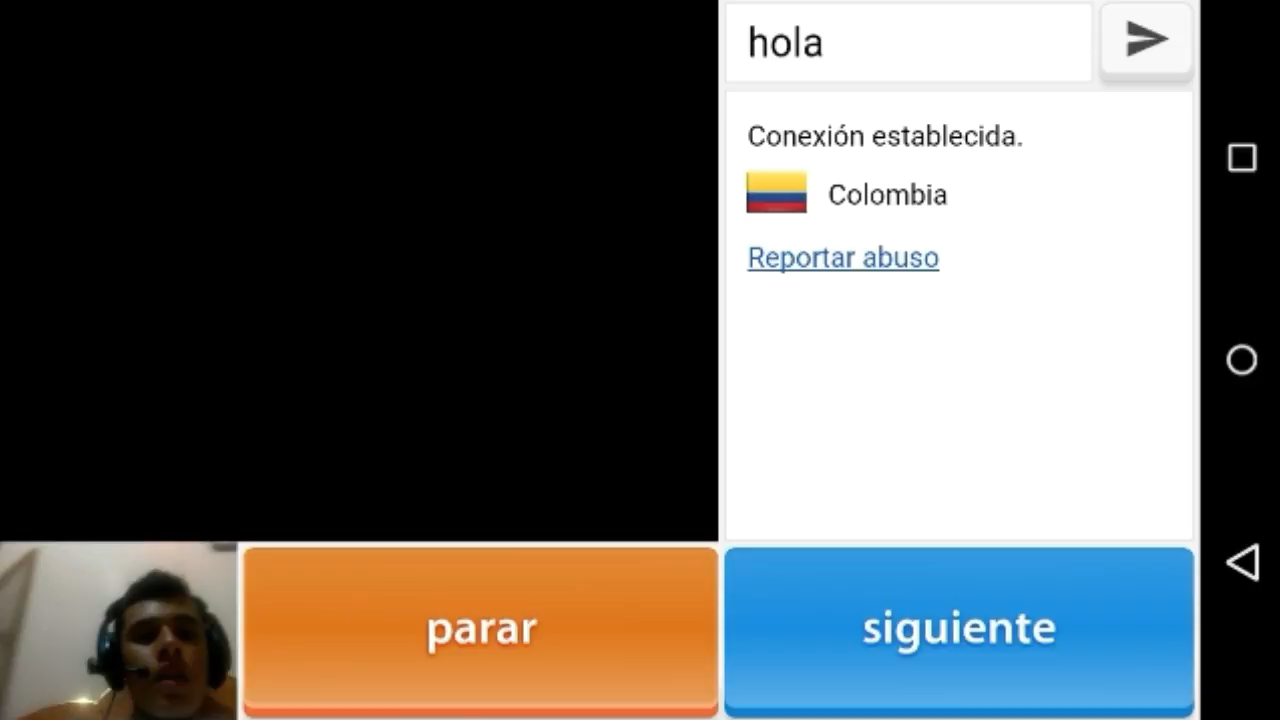 hola
Conexión establecida.
Colombia
Reportar abuso
parar
siguiente